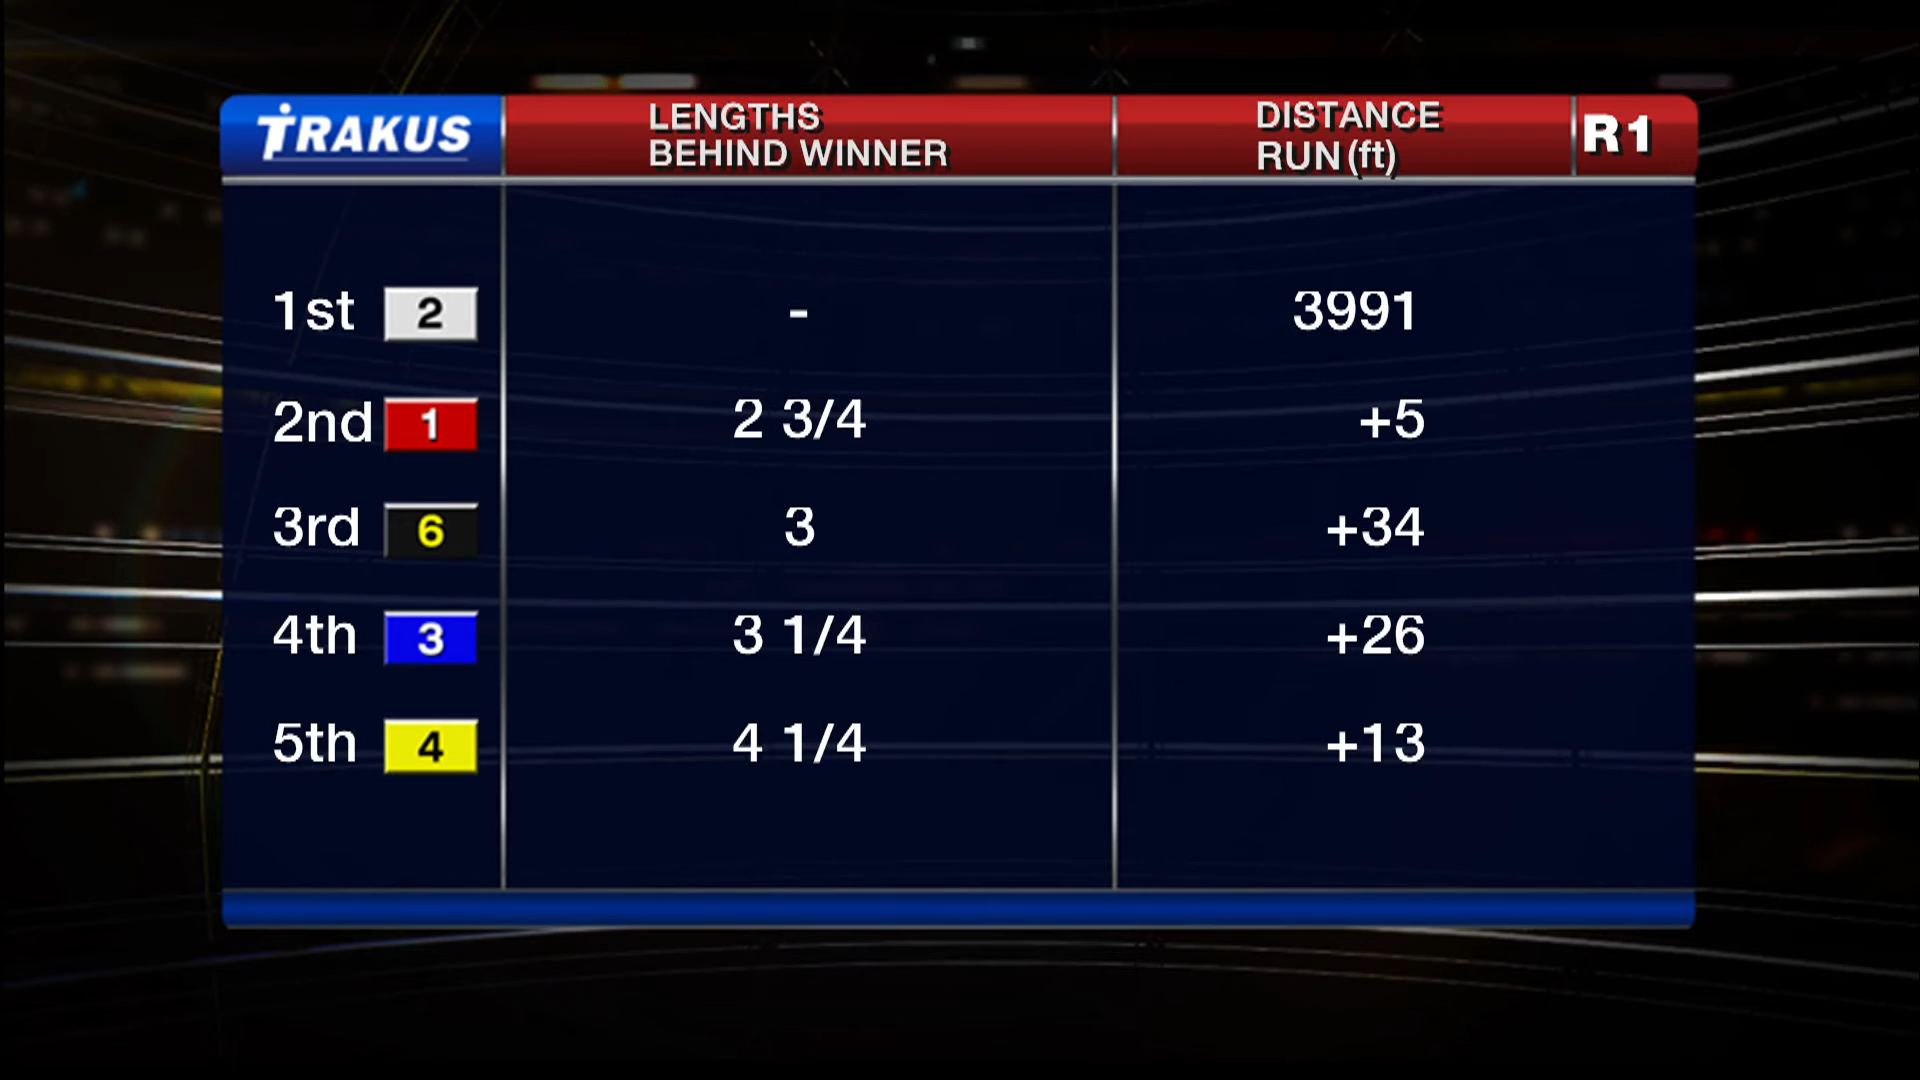 TRAKUS
LENGTHS
BEHIND WINNER
DISTANCE
RUN (ft)
R1
1st 2 - 3991
2nd 1 2 3/4 +5
3rd 6 3 +34
4th 3 3 1/4 +26
5th 4 4 1/4 +13